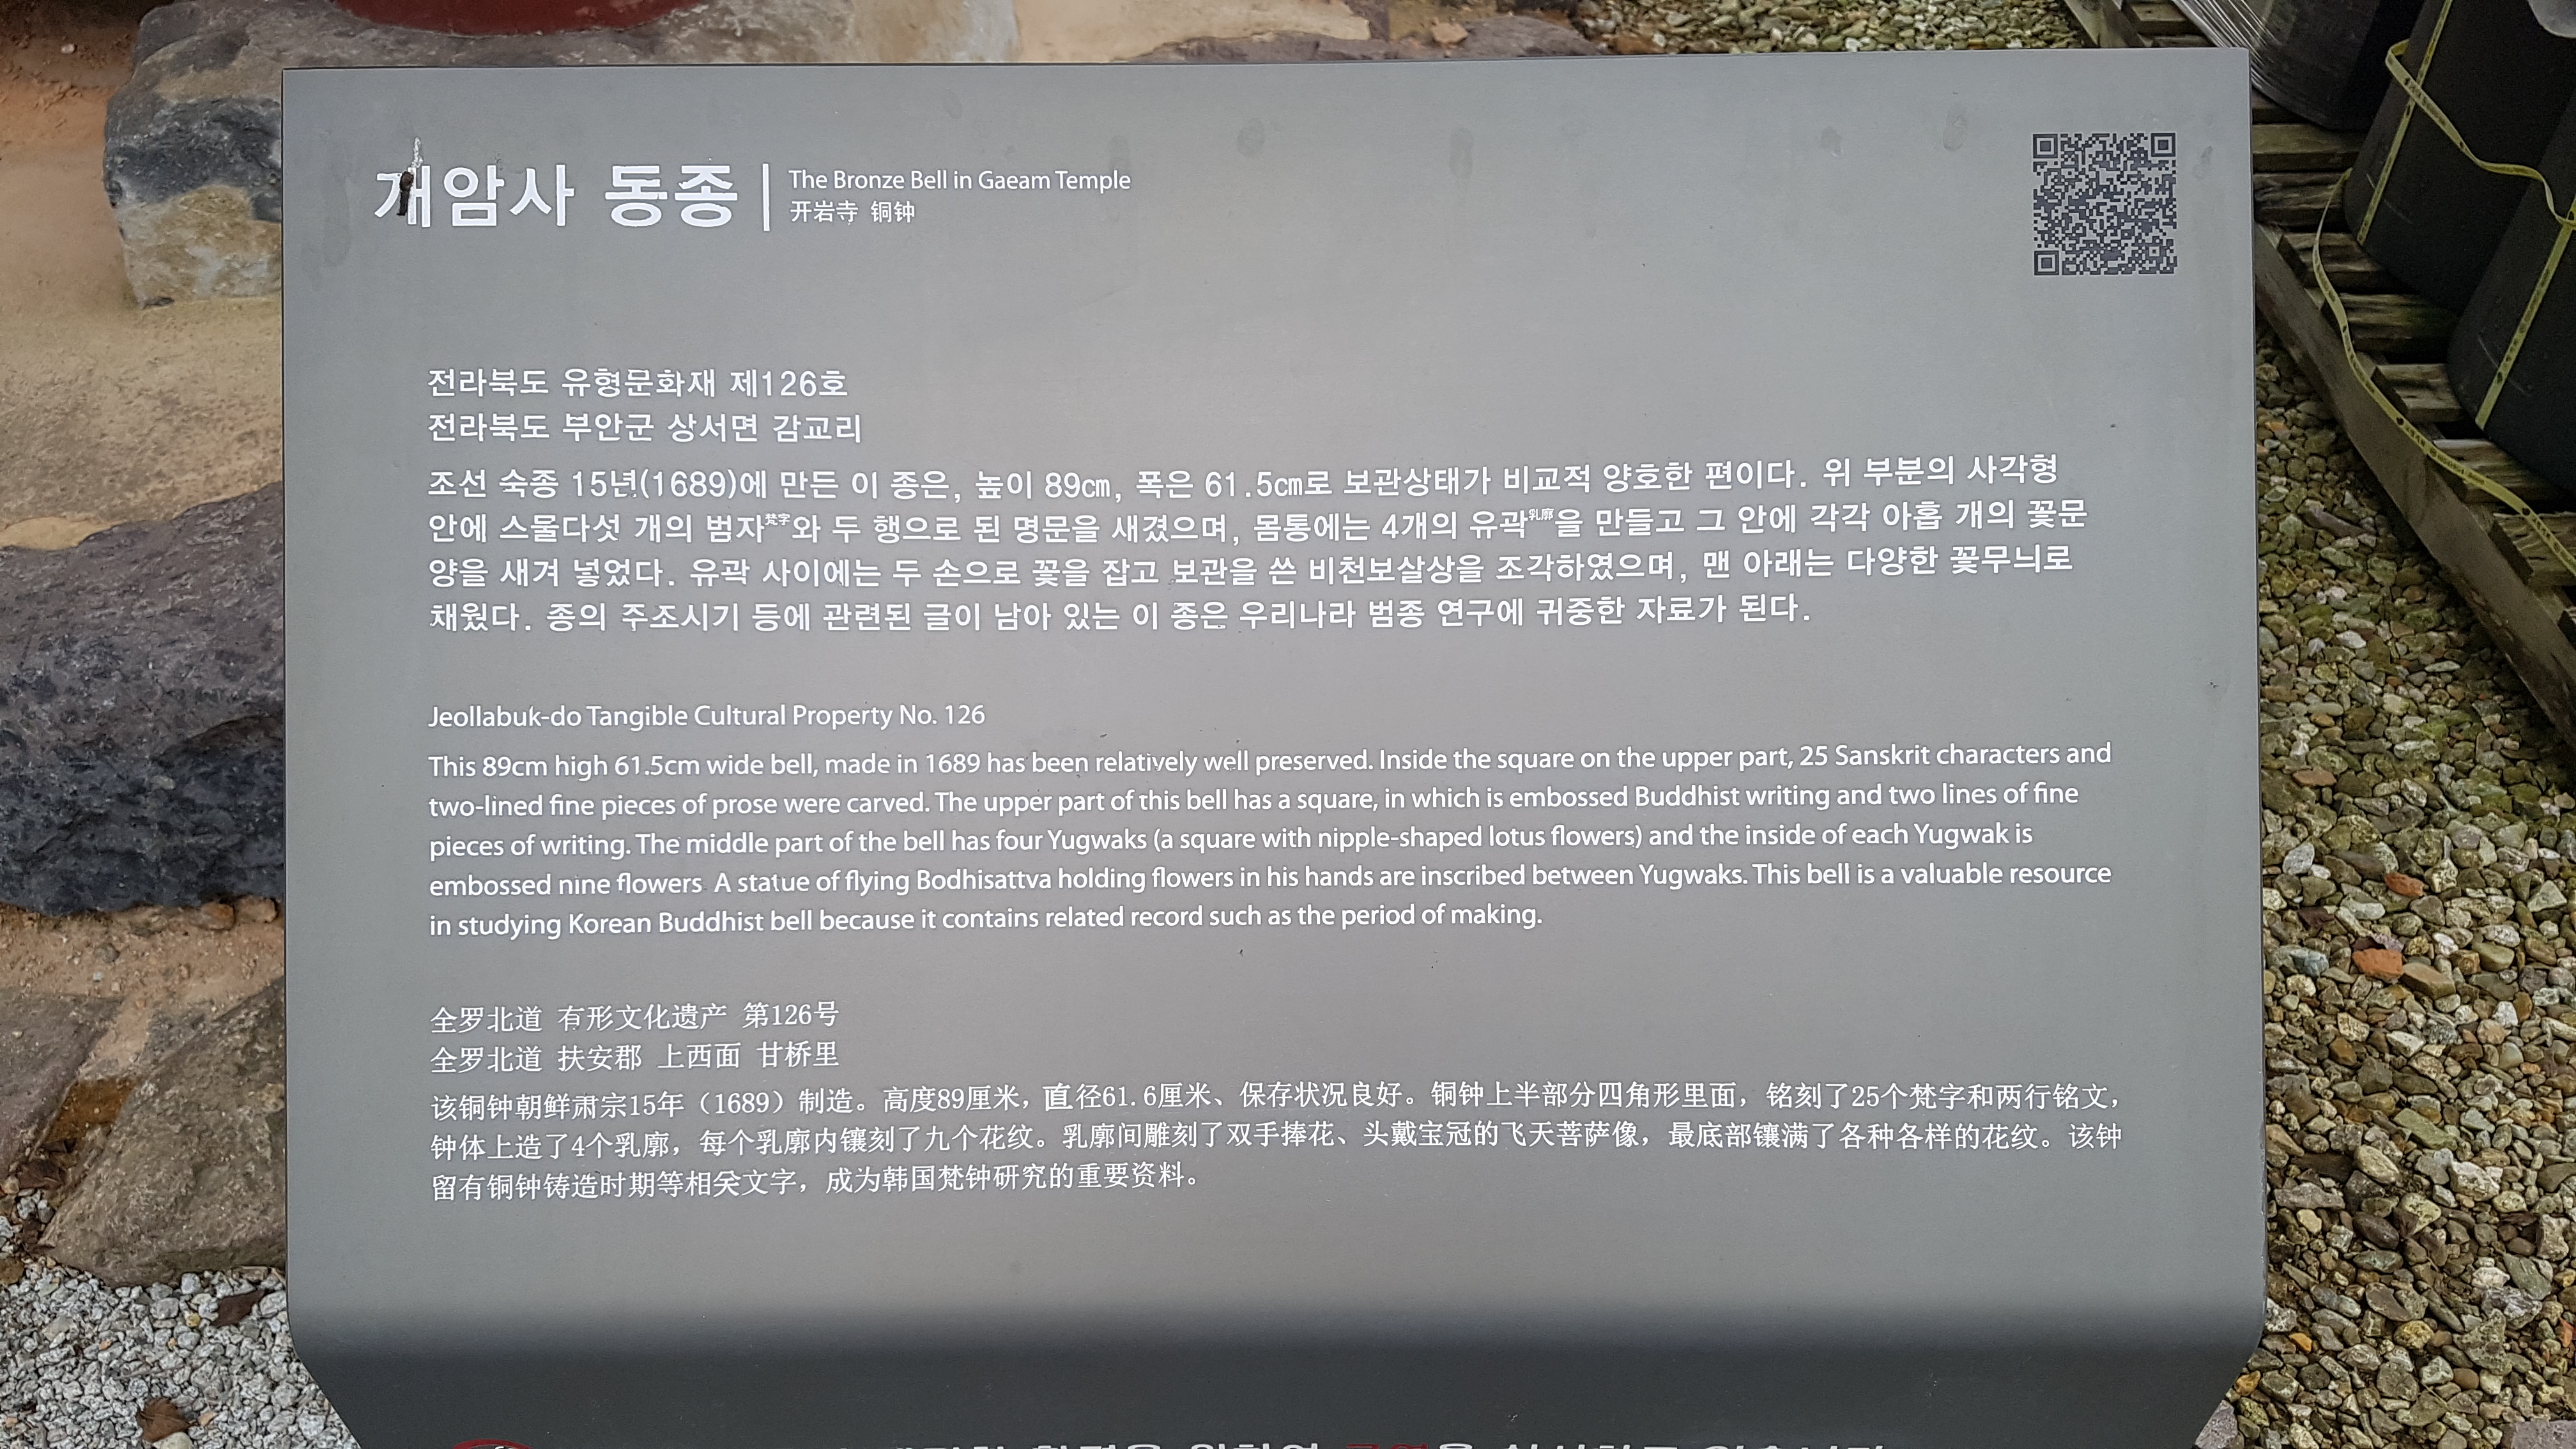 개암사 동종
The Bronze Bell in Gaeam Temple
开岩寺 铜钟
전라북도 유형문화재 제126호
전라북도 부안군 상서면 감교리
조선 숙종 15년(1689)에 만든 이 종은, 높이 89㎝, 폭은 61.5㎝로 보관상태가 비교적 양호한 편이다. 위 부분의 사각형
안에 스물다섯 개의 범자梵字와 두 행으로 된 명문을 새겼으며, 몸통에는 4개의 유곽乳廓을 만들고 그 안에 각각 아홉 개의 꽃문
양을 새겨 넣었다. 유곽 사이에는 두 손으로 꽃을 잡고 보관을 쓴 비천보살상을 조각하였으며, 맨 아래는 다양한 꽃무늬로
채웠다. 종의 주조시기 등에 관련된 글이 남아 있는 이 종은 우리나라 범종 연구에 귀중한 자료가 된다.
Jeollabuk-do Tangible Cultural Property No. 126
This 89cm high 61.5cm wide bell, made in 1689 has been relatively well preserved. Inside the square on the upper part, 25 Sanskrit characters and
two-lined fine pieces of prose were carved. The upper part of this bell has a square, in which is embossed Buddhist writing and two lines of fine
pieces of writing. The middle part of the bell has four Yugwaks (a square with nipple-shaped lotus flowers) and the inside of each Yugwak is
embossed nine flowers A statue of flying Bodhisattva holding flowers in his hands are inscribed between Yugwaks. This bell is a valuable resource
in studying Korean Buddhist bell because it contains related record such as the period of making.
全罗北道 有形文化遗产 第126号
全罗北道 扶安郡 上西面 甘桥里
该铜钟朝鲜肃宗15年（1689）制造。高度89厘米，直径61.6厘米、保存状况良好。铜钟上半部分四角形里面，铭刻了25个梵字和两行铭文，
钟体上造了4个乳廓，每个乳廓内镶刻了九个花纹。乳廓间雕刻了双手捧花、头戴宝冠的飞天菩萨像，最底部镶满了各种各样的花纹。该钟
留有铜钟铸造时期等相关文字，成为韩国梵钟研究的重要资料。